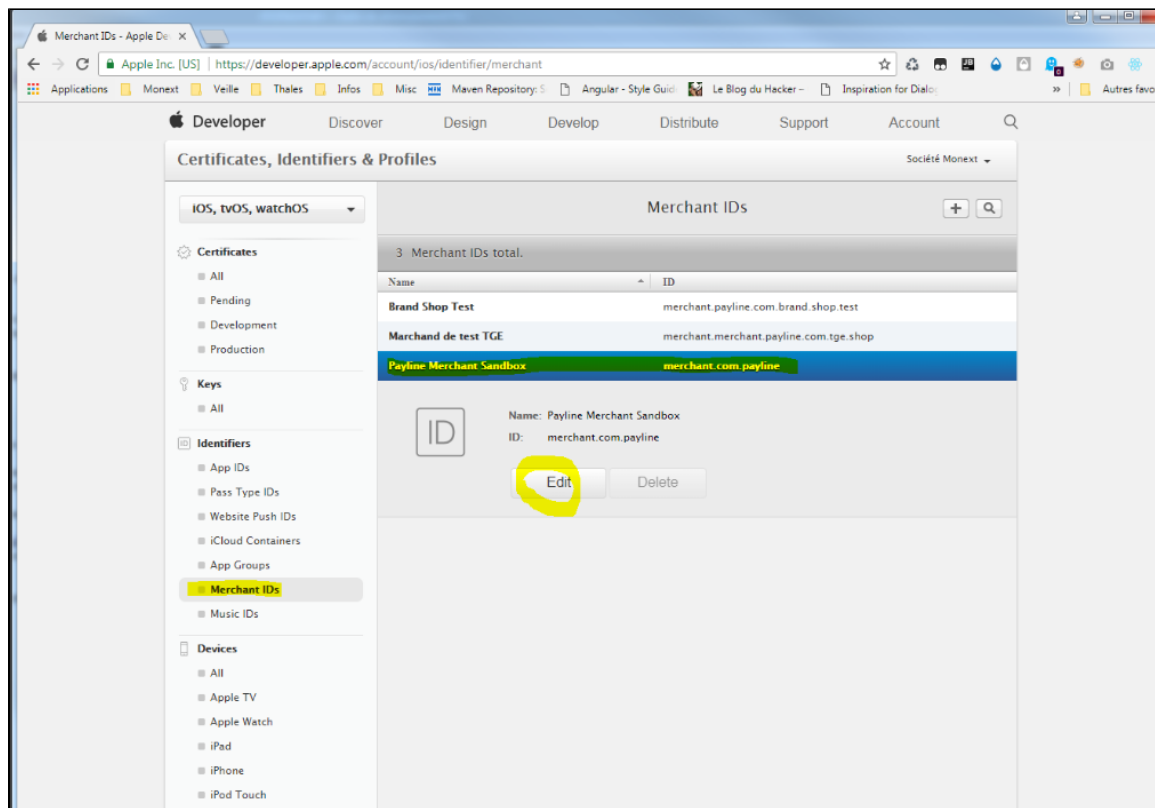 Merchant IDs - Apple De
Apple Inc. [US] https://developer.apple.com/account/ios/identifier/merchant
Applications Monext Veille Thales Infos Misc Maven Repository: S Angular - Style Guid Le Blog du Hacker – Inspiration for Dialo » Autres favo
Developer Discover Design Develop Distribute Support Account
Certificates, Identifiers & Profiles Société Monext
iOS, tvOS, watchOS
Merchant IDs
Certificates
All
Pending
Development
Production
Keys
All
Identifiers
App IDs
Pass Type IDs
Website Push IDs
iCloud Containers
App Groups
Merchant IDs
Music IDs
Devices
All
Apple TV
Apple Watch
iPad
iPhone
iPod Touch
3 Merchant IDs total.
Name ID
Brand Shop Test merchant.payline.com.brand.shop.test
Marchand de test TGE merchant.merchant.payline.com.tge.shop
Payline Merchant Sandbox merchant.com.payline
ID
Name: Payline Merchant Sandbox
ID: merchant.com.payline
Edit Delete